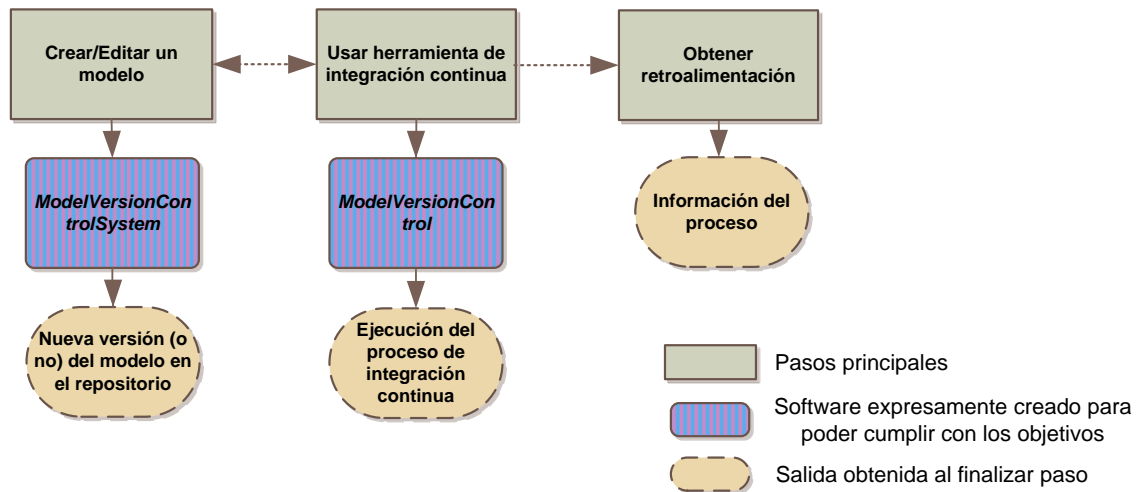 Crear/Editar un
modelo
Usar herramienta de
integración continua
Obtener
retroalimentación
ModelVersionCon
trolSystem
ModelVersionCon
trol
Información del
proceso
Nueva versión (o
no) del modelo en
el repositorio
Ejecución del
proceso de
integración
continua
Pasos principales
Software expresamente creado para
poder cumplir con los objetivos
Salida obtenida al finalizar paso